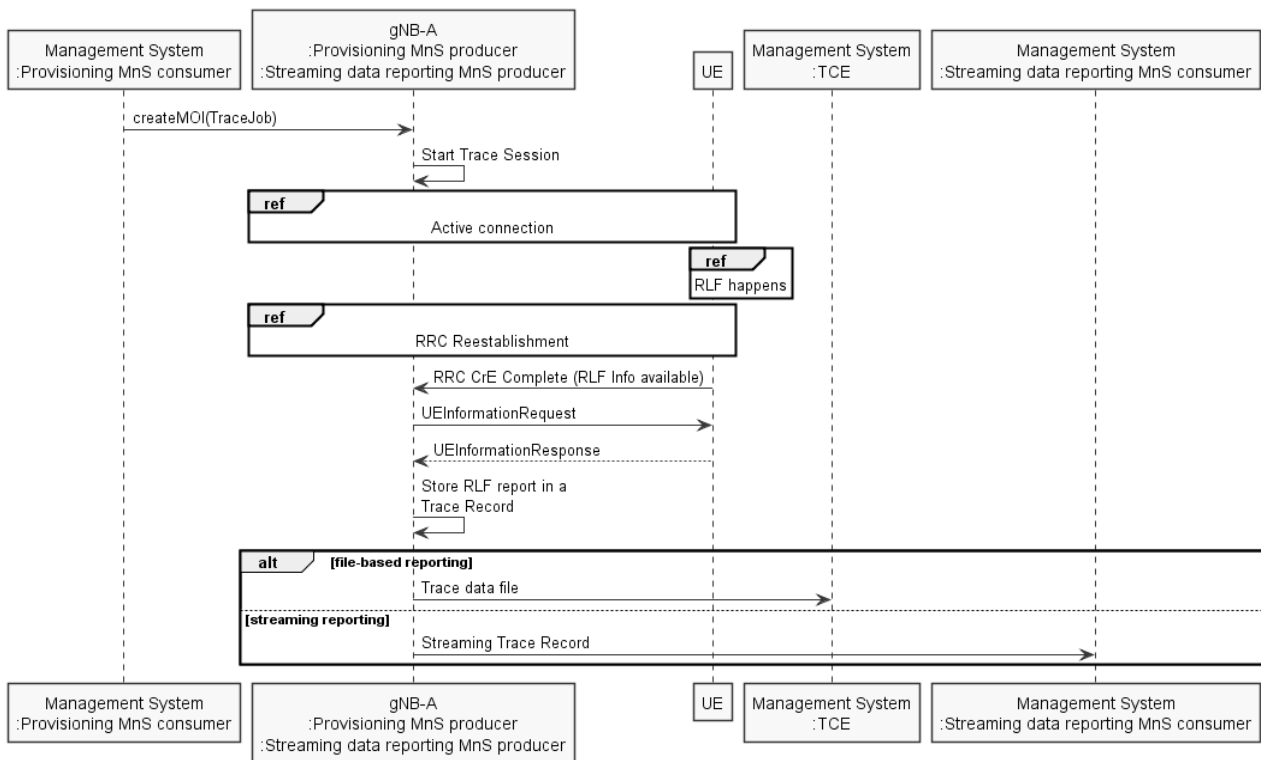 Management System
:Provisioning MnS consumer
gNB-A
:Provisioning MnS producer
:Streaming data reporting MnS producer
UE
Management System
:TCE
Management System
:Streaming data reporting MnS consumer
createMOI(TraceJob)
Start Trace Session
ref
Active connection
ref
RLF happens
ref
RRC Reestablishment
RRC CrE Complete (RLF Info available)
UEInformationRequest
UEInformationResponse
Store RLF report in a
Trace Record
alt [file-based reporting]
Trace data file
[streaming reporting]
Streaming Trace Record
Management System
:Provisioning MnS consumer
gNB-A
:Provisioning MnS producer
:Streaming data reporting MnS producer
UE
Management System
:TCE
Management System
:Streaming data reporting MnS consumer